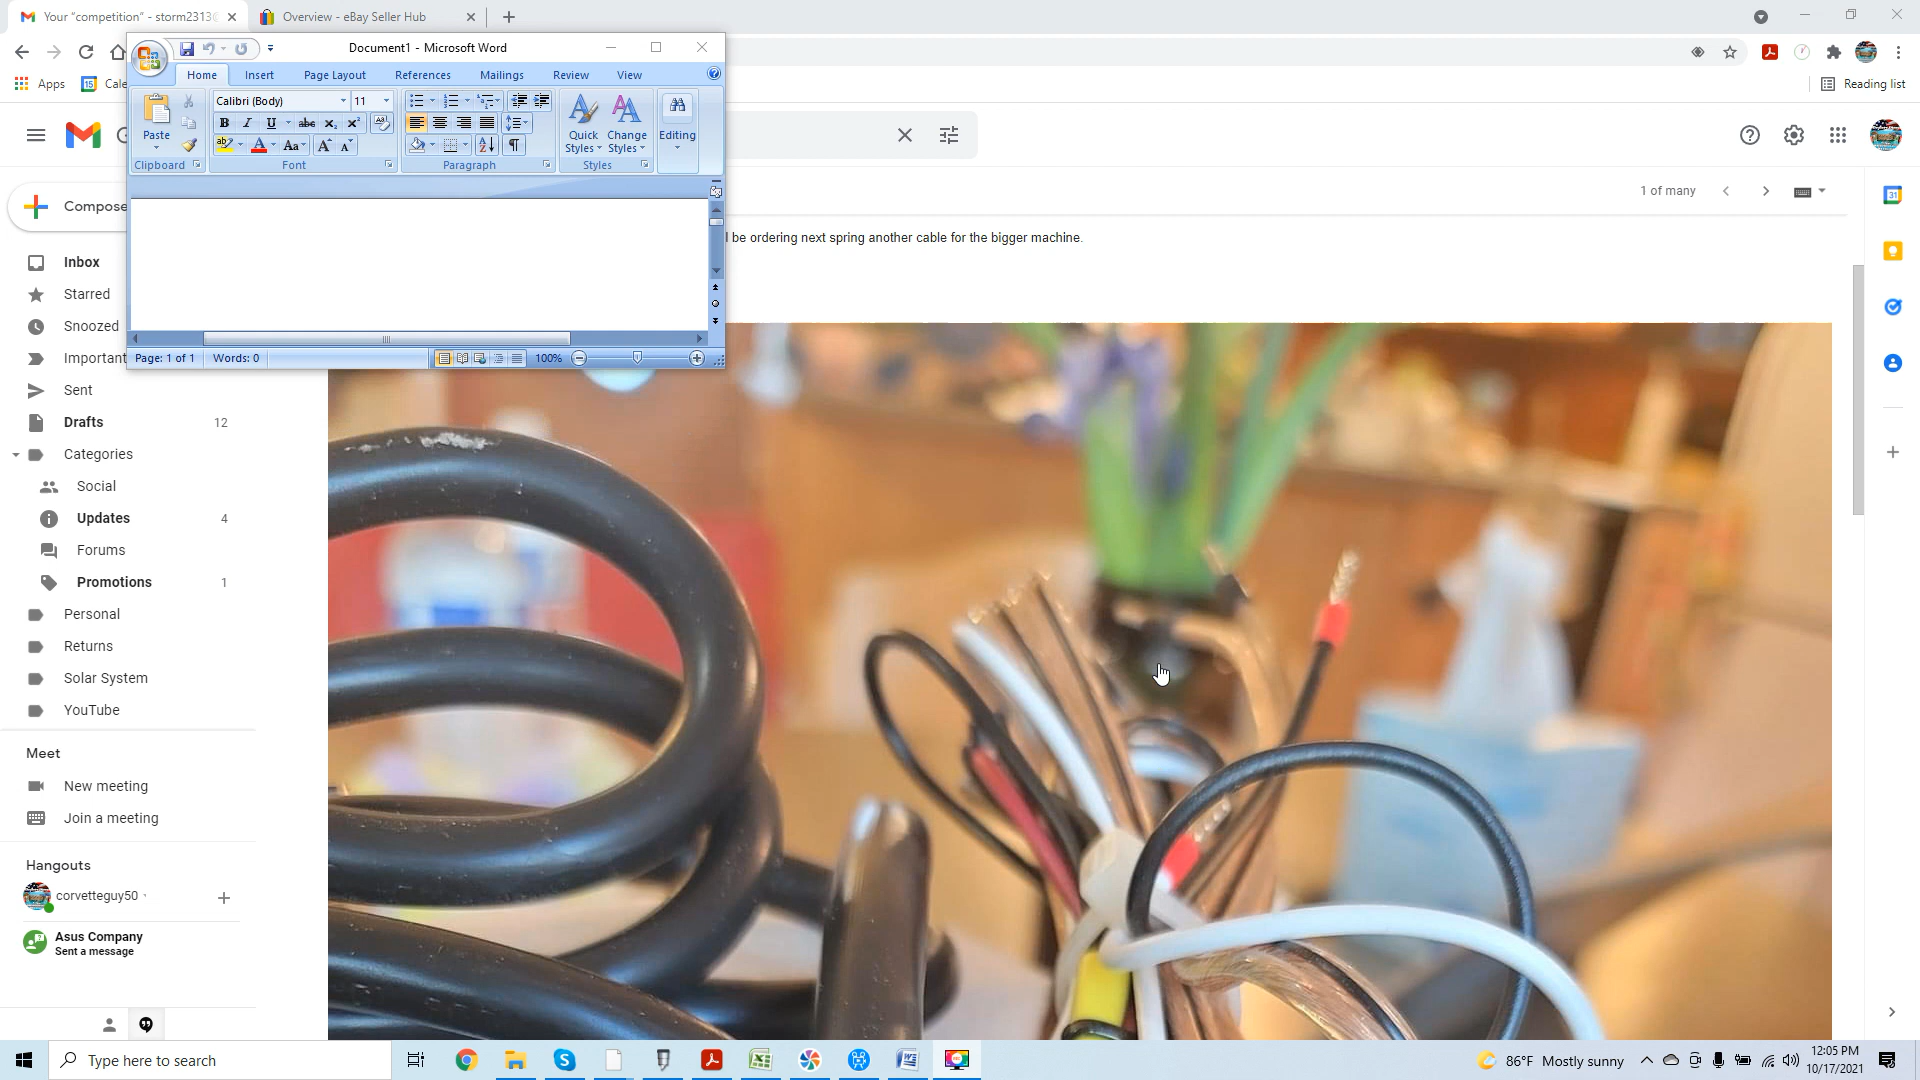 Your “competition” - storm2313
Overview - eBay Seller Hub
Apps
Cale
Reading list
Document1 - Microsoft Word
Home Insert Page Layout References Mailings Review View
Calibri (Body) 11
Paste
Quick Styles
Change Styles
Editing
Clipboard Font Paragraph Styles
Page: 1 of 1 Words: 0 100%
1 of many
l be ordering next spring another cable for the bigger machine.
Compose
Inbox
Starred
Snoozed
Important
Sent
Drafts 12
Categories
Social
Updates 4
Forums
Promotions 1
Personal
Returns
Solar System
YouTube
Meet
New meeting
Join a meeting
Hangouts
corvetteguy50
Asus Company
Sent a message
Type here to search
86°F Mostly sunny
12:05 PM
10/17/2021